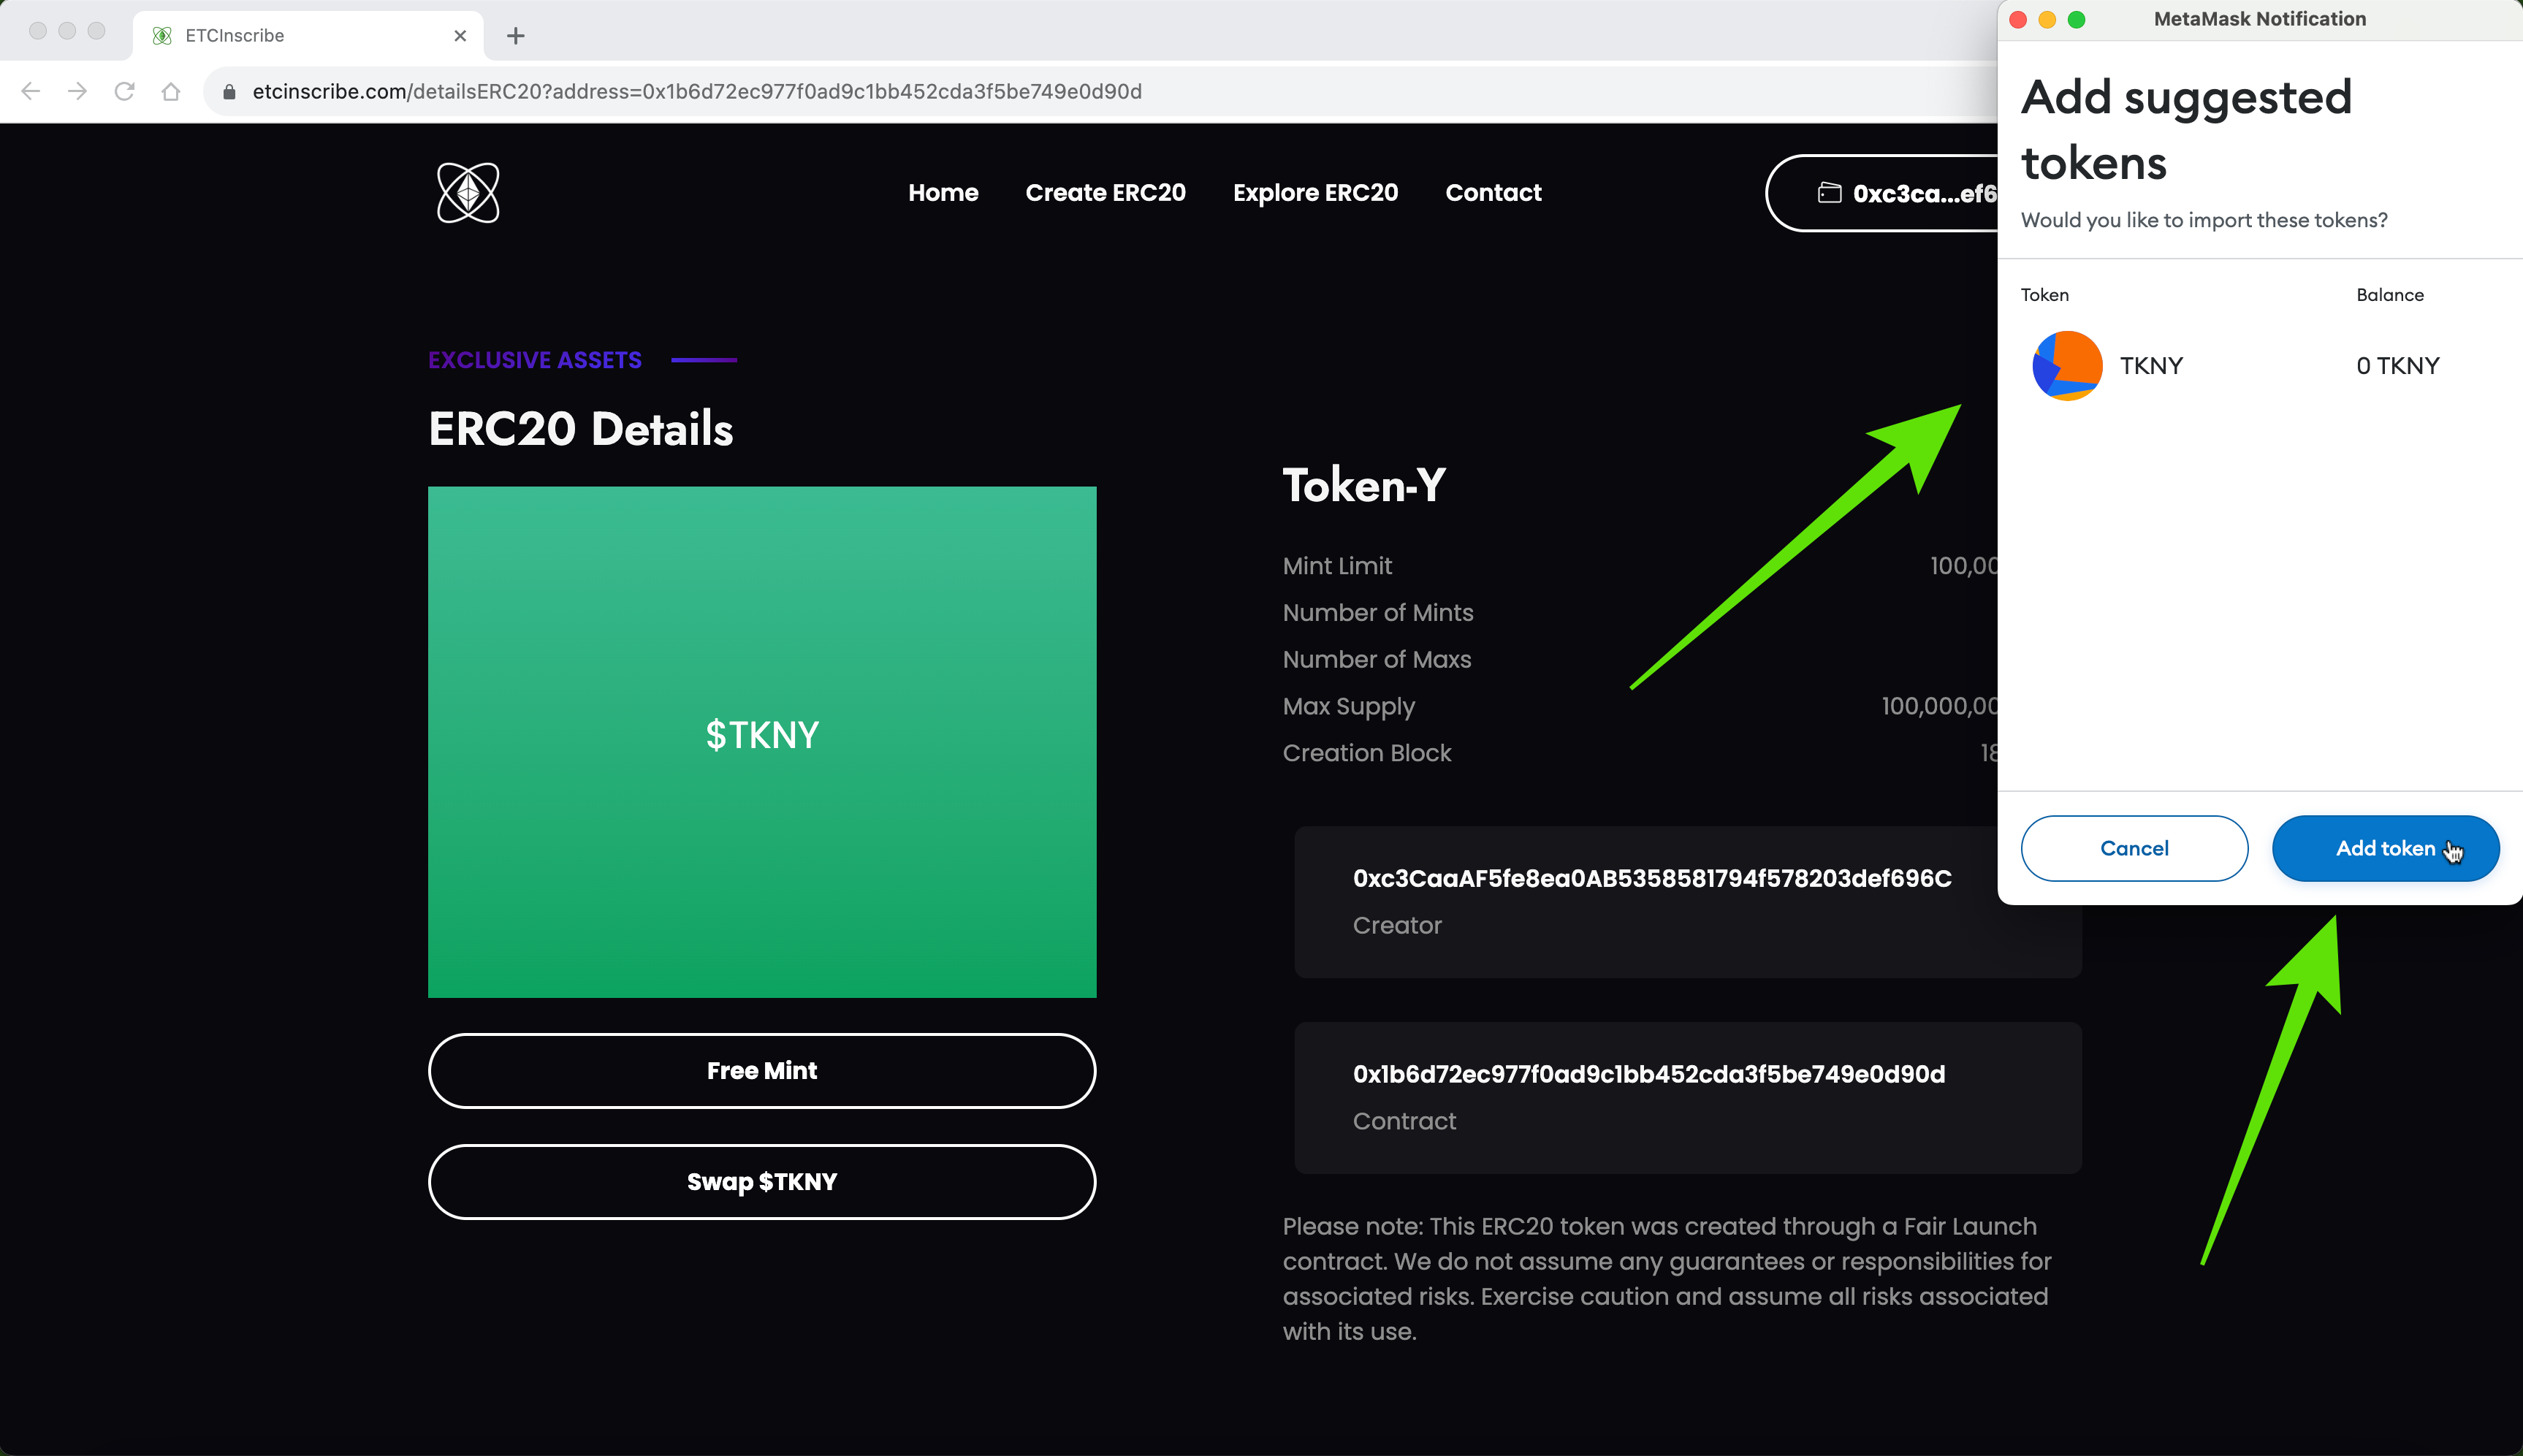 ETCInscribe
etcinscribe.com/detailsERC20?address=0x1b6d72ec977f0ad9c1bb452cda3f5be749e0d90d
Home
Create ERC20
Explore ERC20
Contact
0xc3ca...ef6
EXCLUSIVE ASSETS
ERC20 Details
$TKNY
Free Mint
Swap $TKNY
Token-Y
Mint Limit 100,00
Number of Mints
Number of Maxs
Max Supply 100,000,00
Creation Block 18
0xc3CaaAF5fe8ea0AB5358581794f578203def696C
Creator
0x1b6d72ec977f0ad9c1bb452cda3f5be749e0d90d
Contract
Please note: This ERC20 token was created through a Fair Launch
contract. We do not assume any guarantees or responsibilities for
associated risks. Exercise caution and assume all risks associated
with its use.
MetaMask Notification
Add suggested
tokens
Would you like to import these tokens?
Token Balance
TKNY 0 TKNY
Cancel
Add token